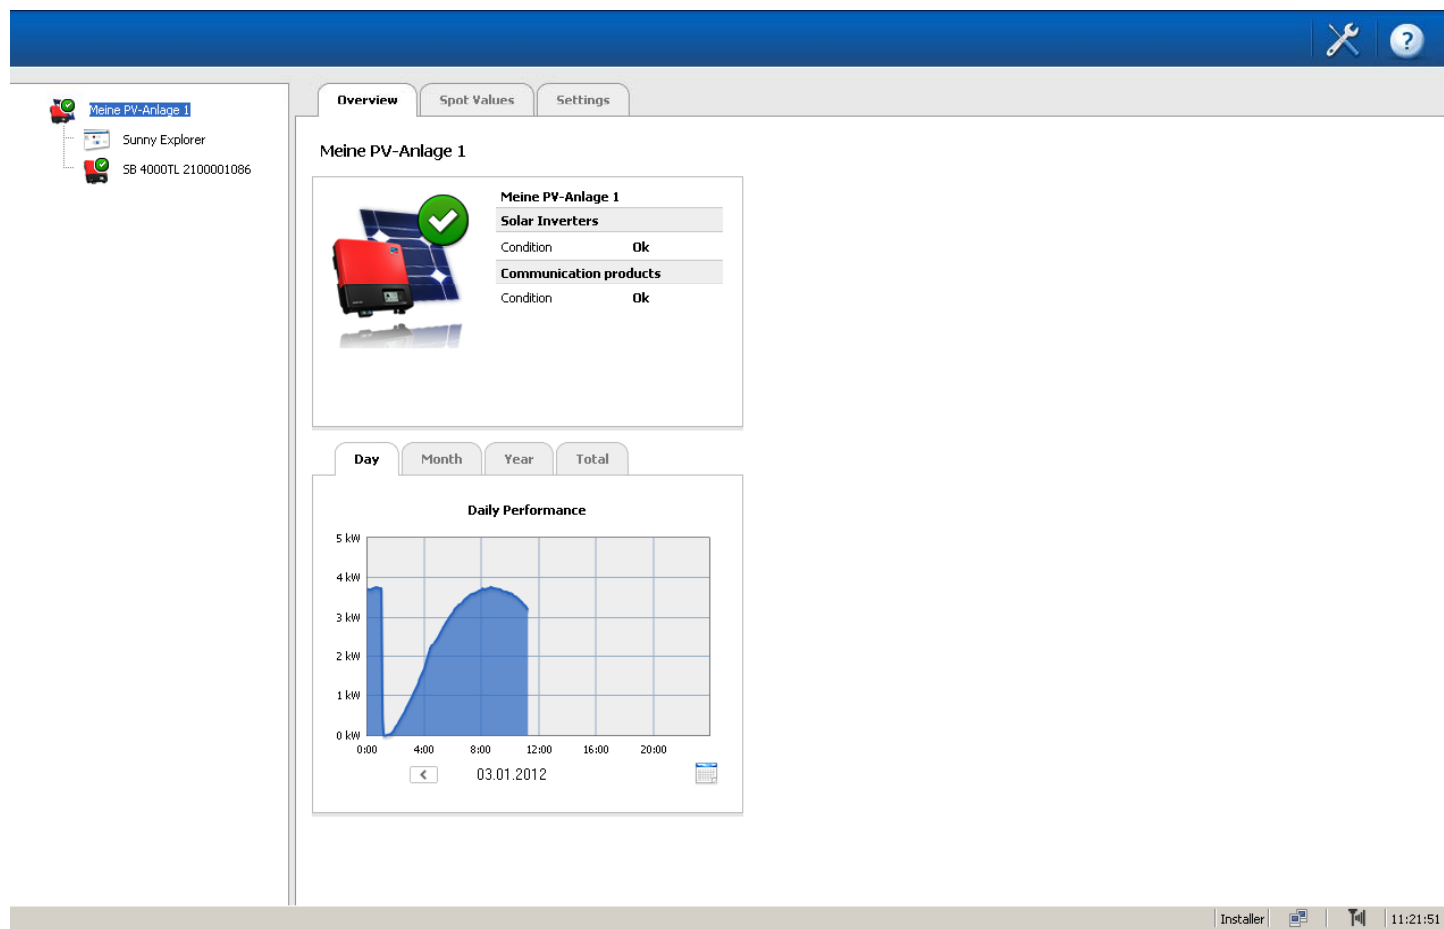 ?
Meine PV-Anlage 1
Sunny Explorer
SB 4000TL 2100001086
Overview
Spot Values
Settings
Meine PV-Anlage 1
Meine PV-Anlage 1
Solar Inverters
Condition Ok
Communication products
Condition Ok
Day
Month
Year
Total
Daily Performance
5 kW
4 kW
3 kW
2 kW
1 kW
0 kW
0:00 4:00 8:00 12:00 16:00 20:00
< 03.01.2012
Installer 11:21:51